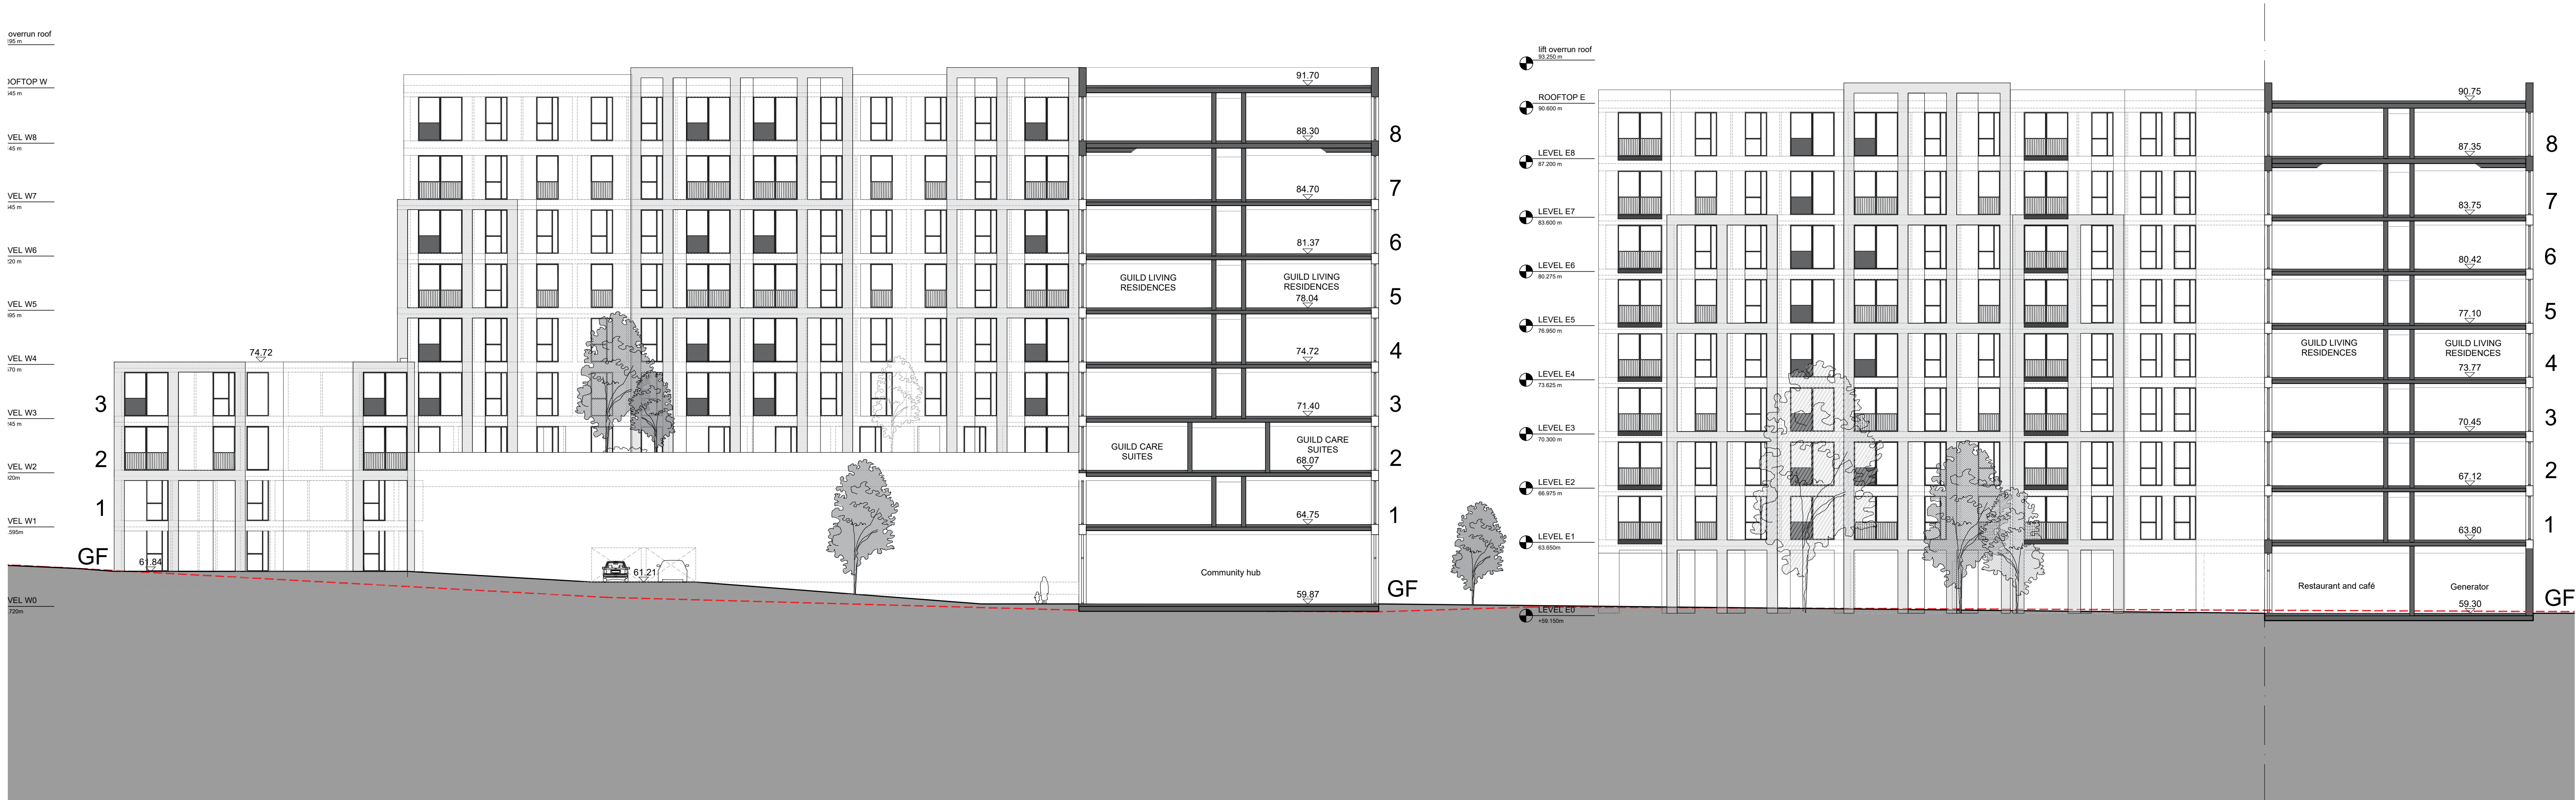 overrun roof
OOFTOP W
VEL W8
VEL W7
VEL W6
VEL W5
VEL W4
VEL W3
VEL W2
VEL W1
VEL W0
74.72
3
2
1
GF
61.84
61.21
91.70
88.30
84.70
81.37
GUILD LIVING
RESIDENCES
GUILD LIVING
RESIDENCES
78.04
74.72
71.40
GUILD CARE
SUITES
GUILD CARE
SUITES
68.07
64.75
Community hub
59.87
8
7
6
5
4
3
2
1
GF
lift overrun roof
93.250 m
ROOFTOP E
90.600 m
LEVEL E8
87.200 m
LEVEL E7
83.600 m
LEVEL E6
80.275 m
LEVEL E5
76.950 m
LEVEL E4
73.625 m
LEVEL E3
70.300 m
LEVEL E2
66.975 m
LEVEL E1
63.650m
LEVEL E0
+59.150m
90.75
87.35
83.75
80.42
77.10
GUILD LIVING
RESIDENCES
GUILD LIVING
RESIDENCES
73.77
70.45
67.12
63.80
Restaurant and café
Generator
59.30
8
7
6
5
4
3
2
1
GF